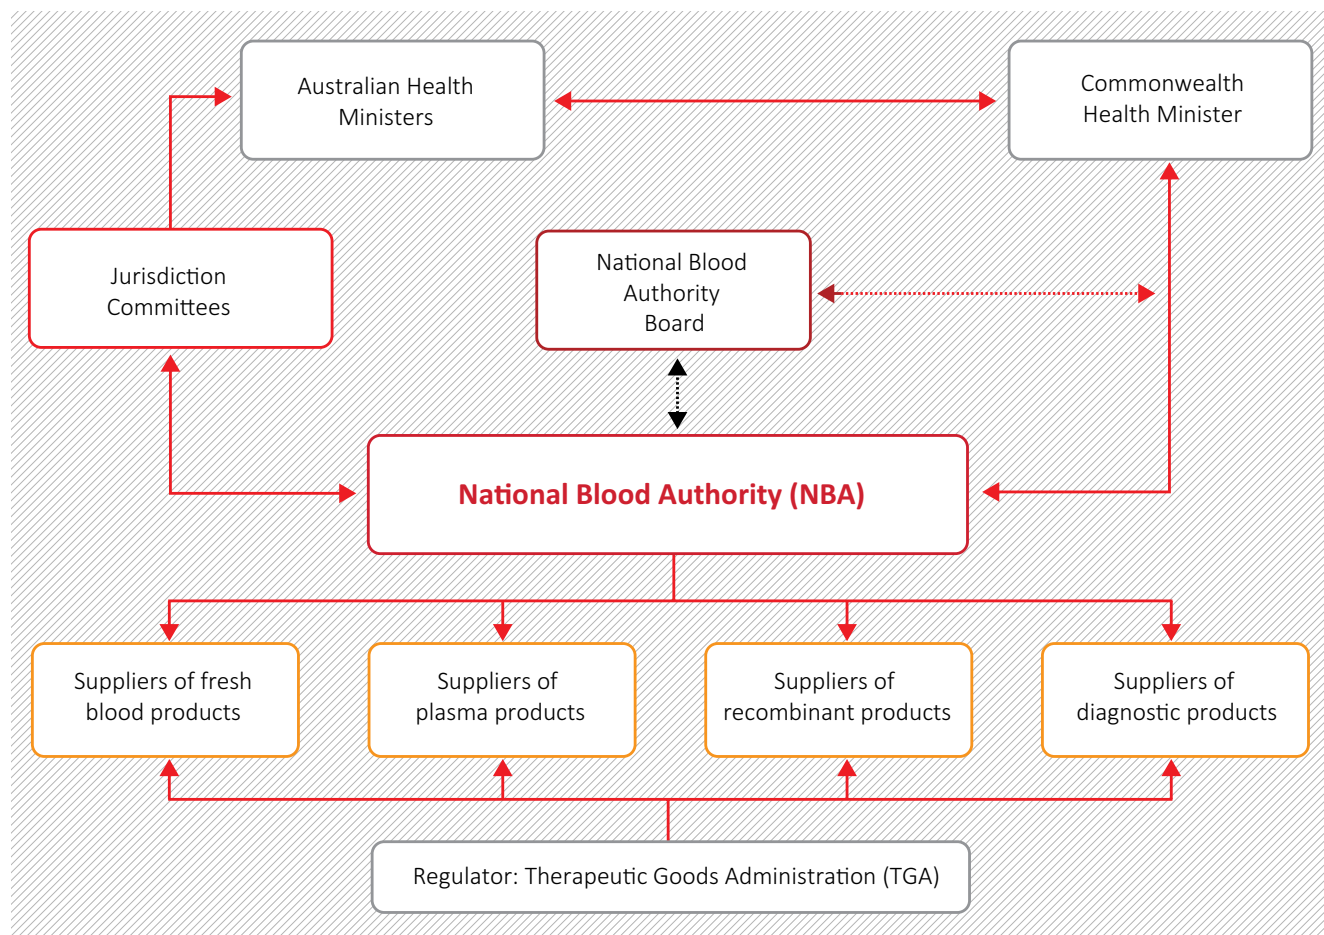 Australian Health
Ministers
Commonwealth
Health Minister
Jurisdiction
Committees
National Blood
Authority
Board
National Blood Authority (NBA)
Suppliers of fresh
blood products
Suppliers of
plasma products
Suppliers of
recombinant products
Suppliers of
diagnostic products
Regulator: Therapeutic Goods Administration (TGA)